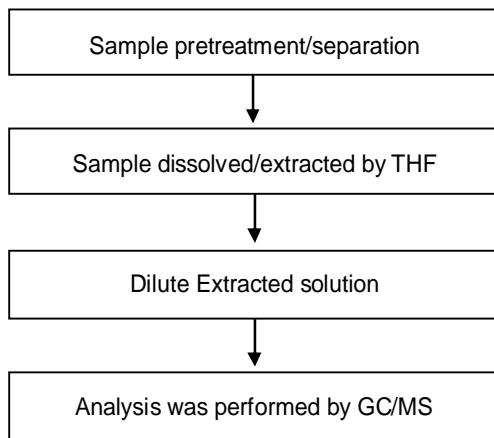 Sample pretreatment/separation
Sample dissolved/extracted by THF
Dilute Extracted solution
Analysis was performed by GC/MS